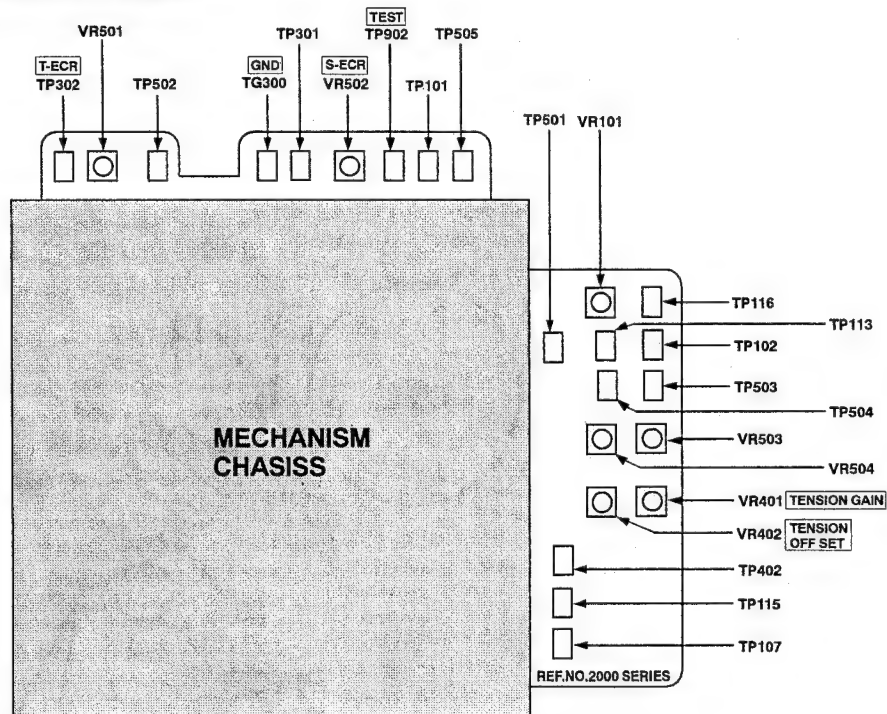 VR501
T-ECR
TP302
TP502
GND
TG300
TP301
S-ECR
VR502
TEST
TP902
TP101
TP505
TP501
VR101
TP116
TP113
TP102
TP503
TP504
VR503
VR504
VR401 TENSION GAIN
VR402 TENSION
OFF SET
TP402
TP115
TP107
REF.NO.2000 SERIES
MECHANISM
CHASISS